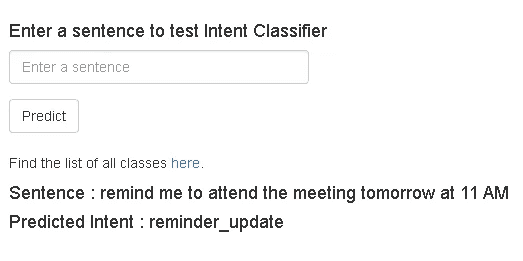 Enter a sentence to test Intent Classifier
Enter a sentence
Predict
Find the list of all classes here.
Sentence : remind me to attend the meeting tomorrow at 11 AM
Predicted Intent : reminder_update